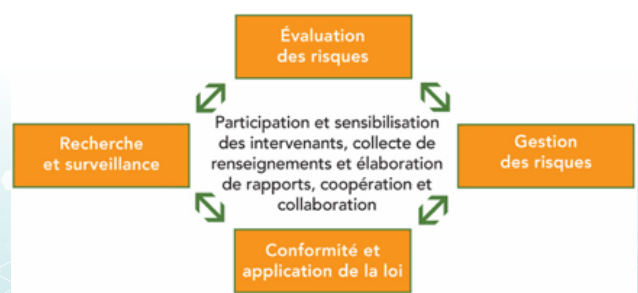 Évaluation
des risques
Participation et sensibilisation
des intervenants, collecte de
renseignements et élaboration
de rapports, coopération et
collaboration
Recherche
et surveillance
Gestion
des risques
Conformité et
application de la loi